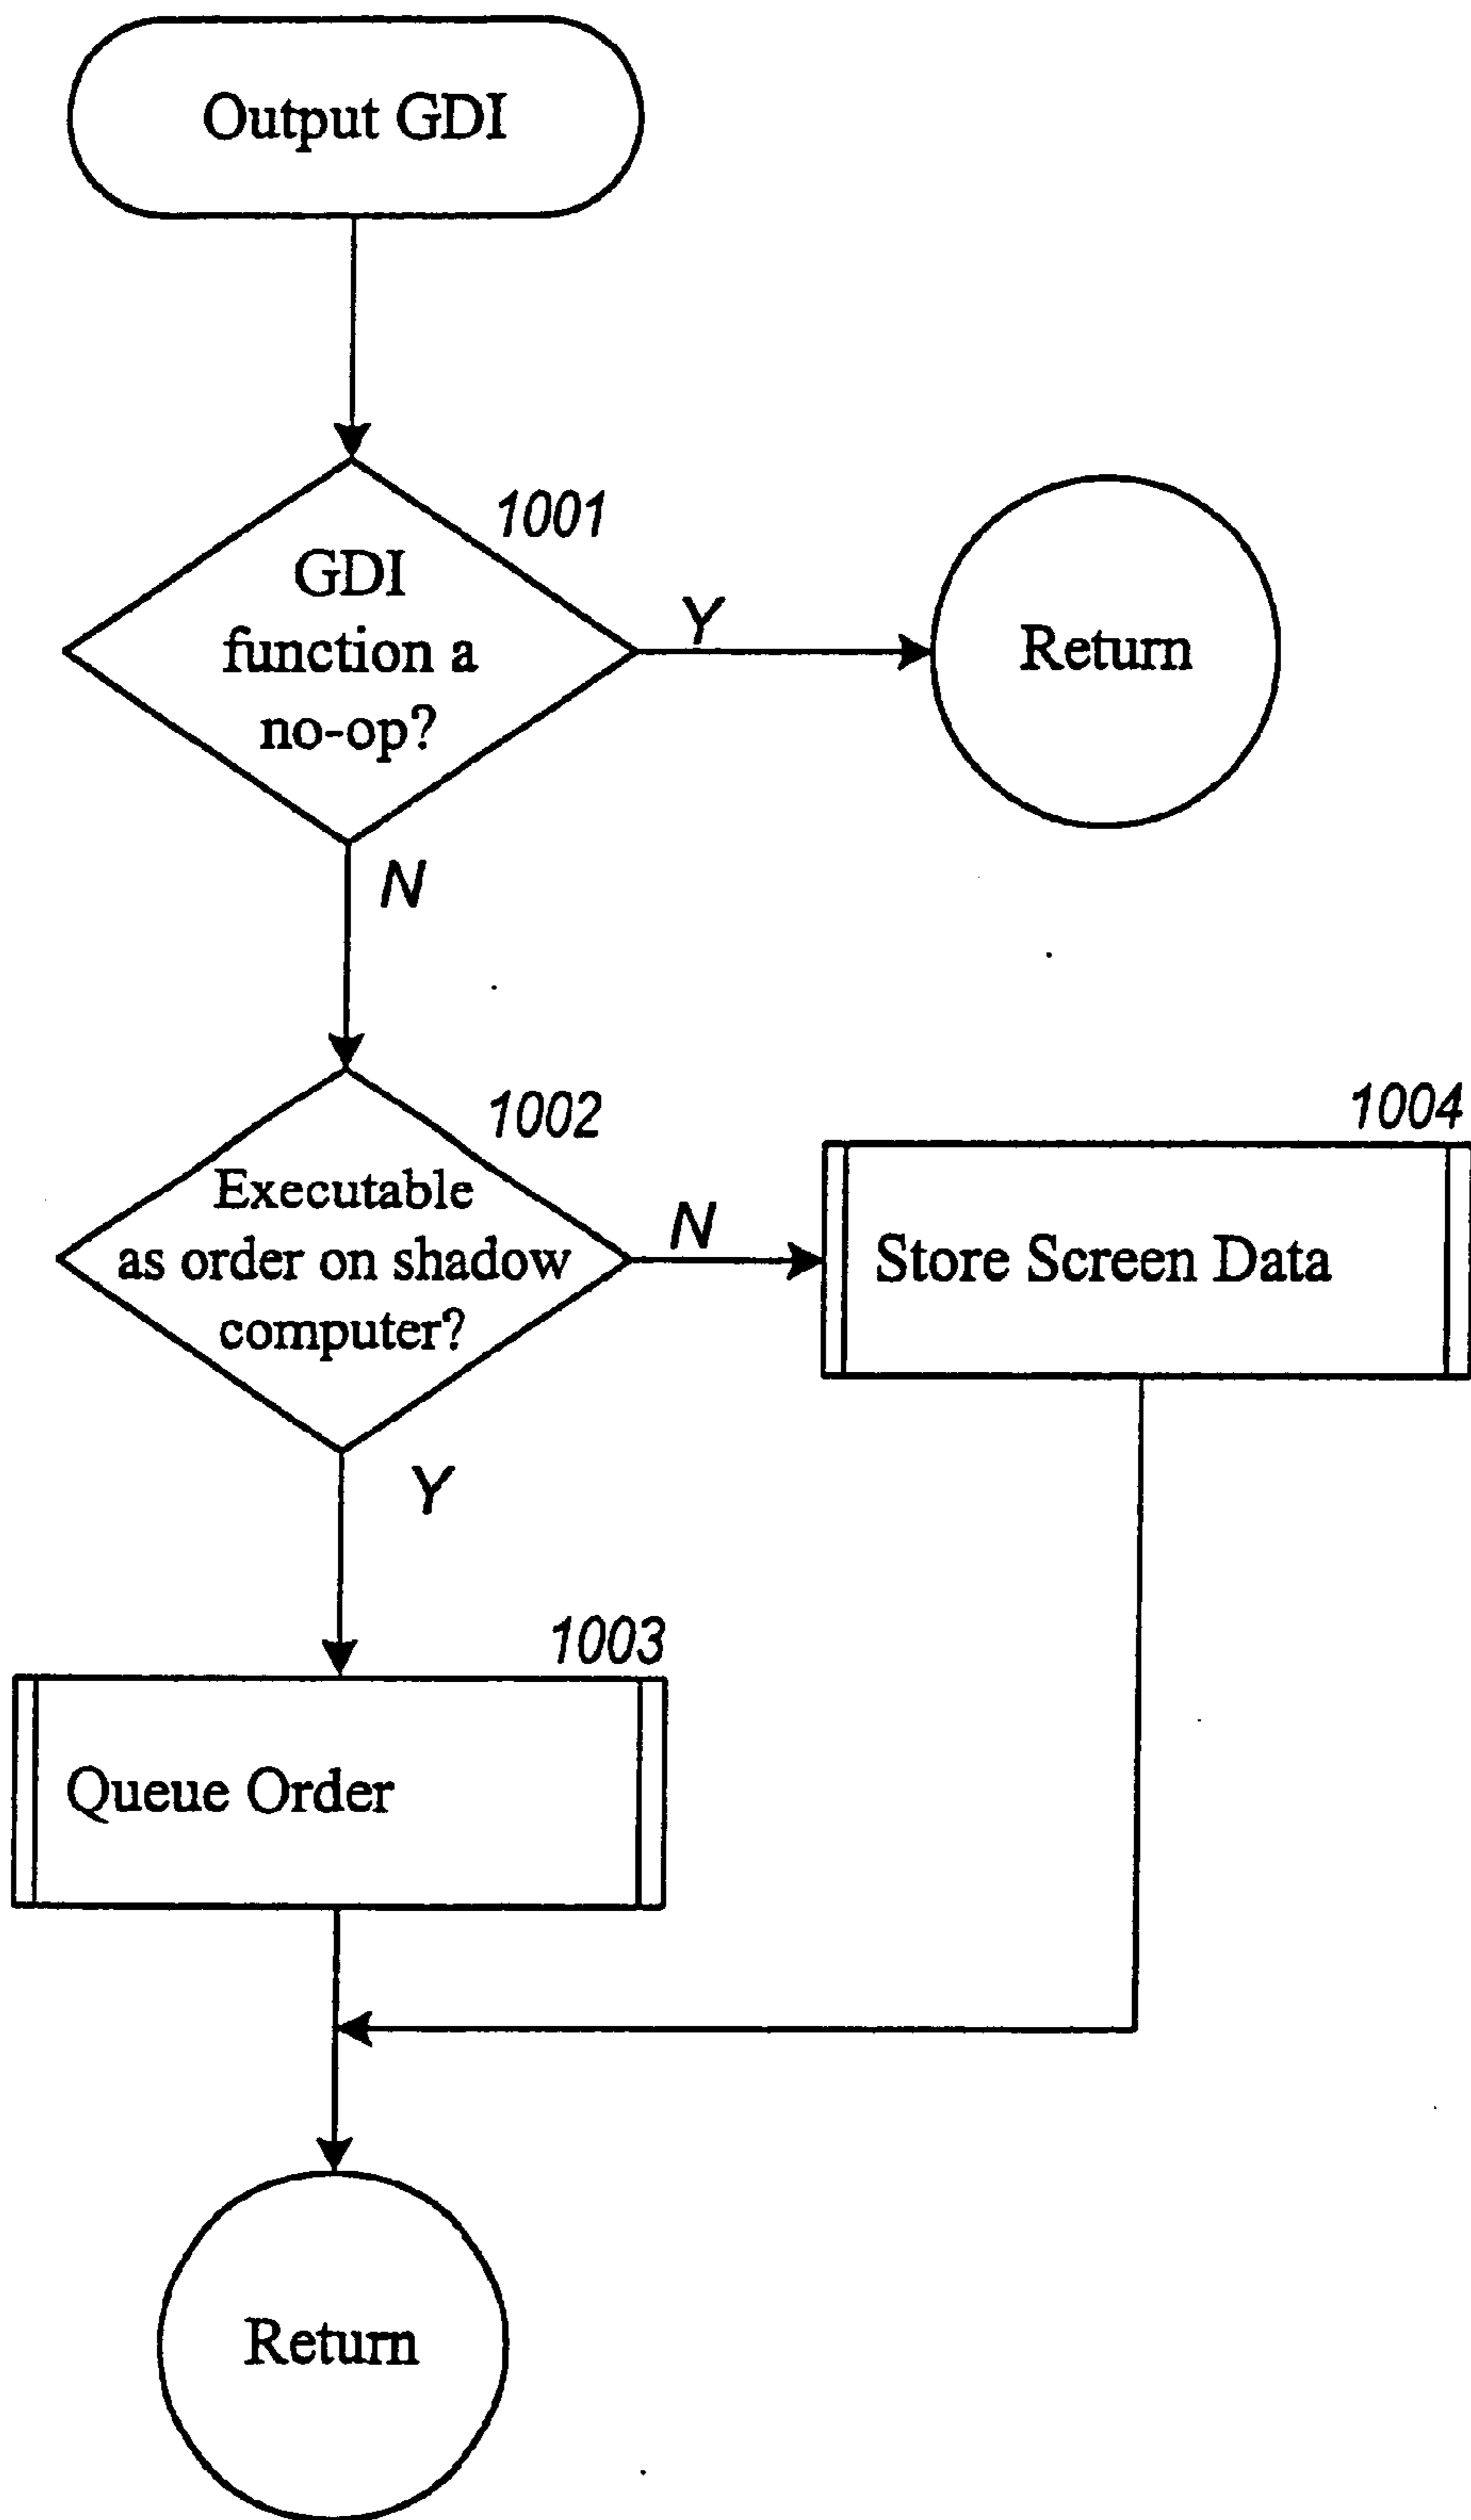 Output GDI
1001
GDI
function a
no-op?
Y
Return
N
1002
Executable
as order on shadow
computer?
N
1004
Store Screen Data
Y
1003
Queue Order
Return